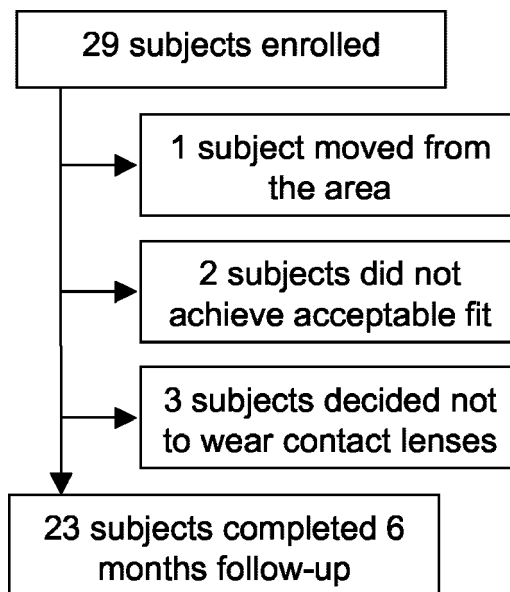 29 subjects enrolled
1 subject moved from
the area
2 subjects did not
achieve acceptable fit
3 subjects decided not
to wear contact lenses
23 subjects completed 6
months follow-up